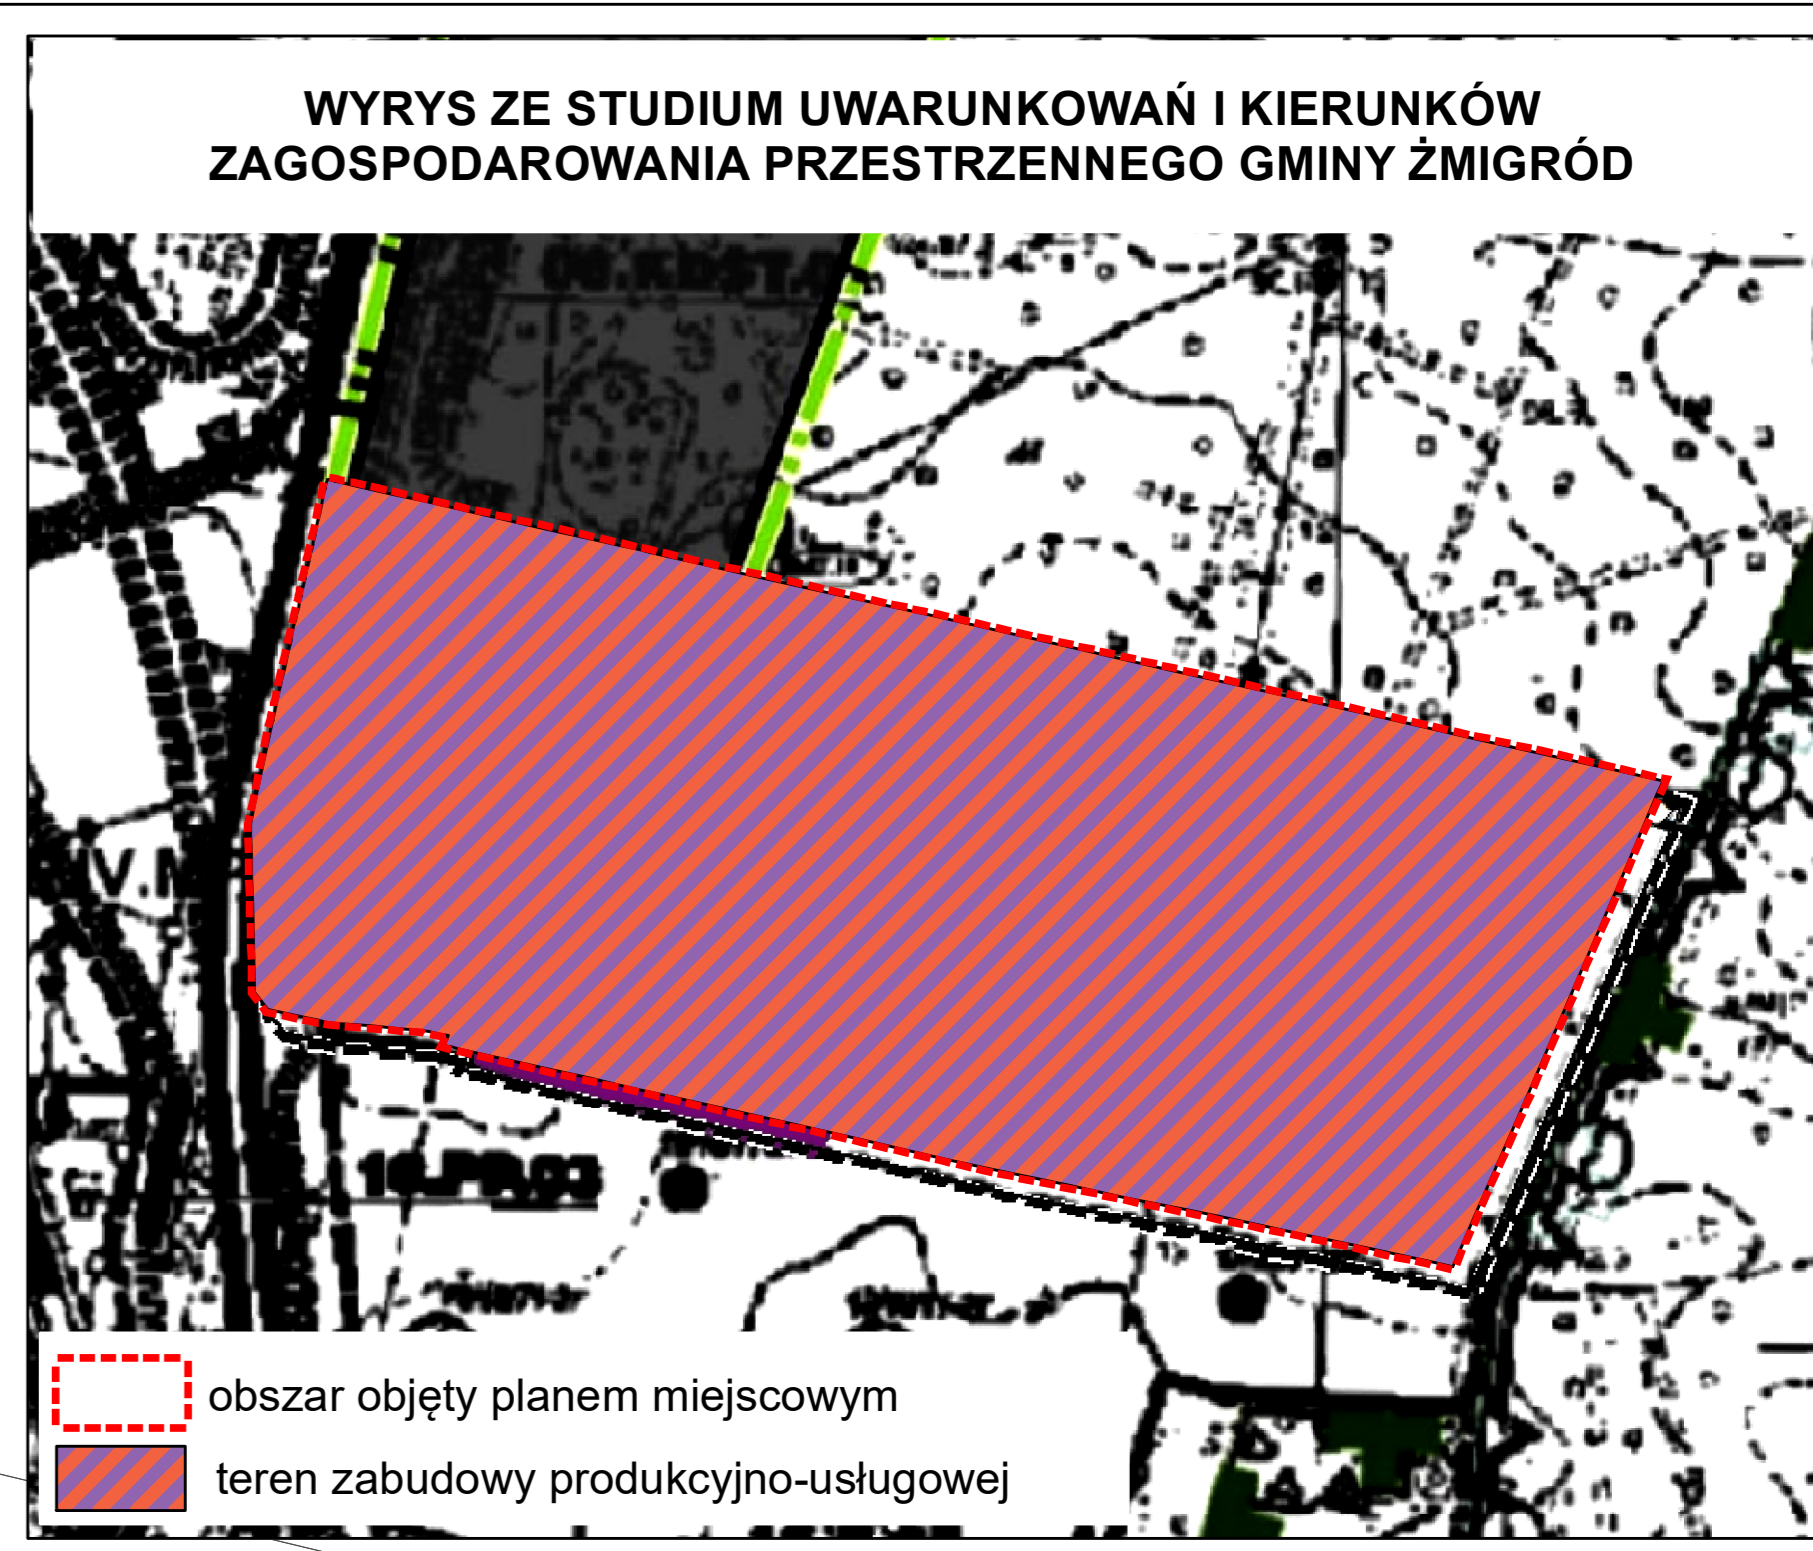 WYRYS ZE STUDIUM UWARUNKOWAŃ I KIERUNKÓW
ZAGOSPODAROWANIA PRZESTRZENNEGO GMINY ŻMIGRÓD
obszar objęty planem miejscowym
teren zabudowy produkcyjno-usługowej